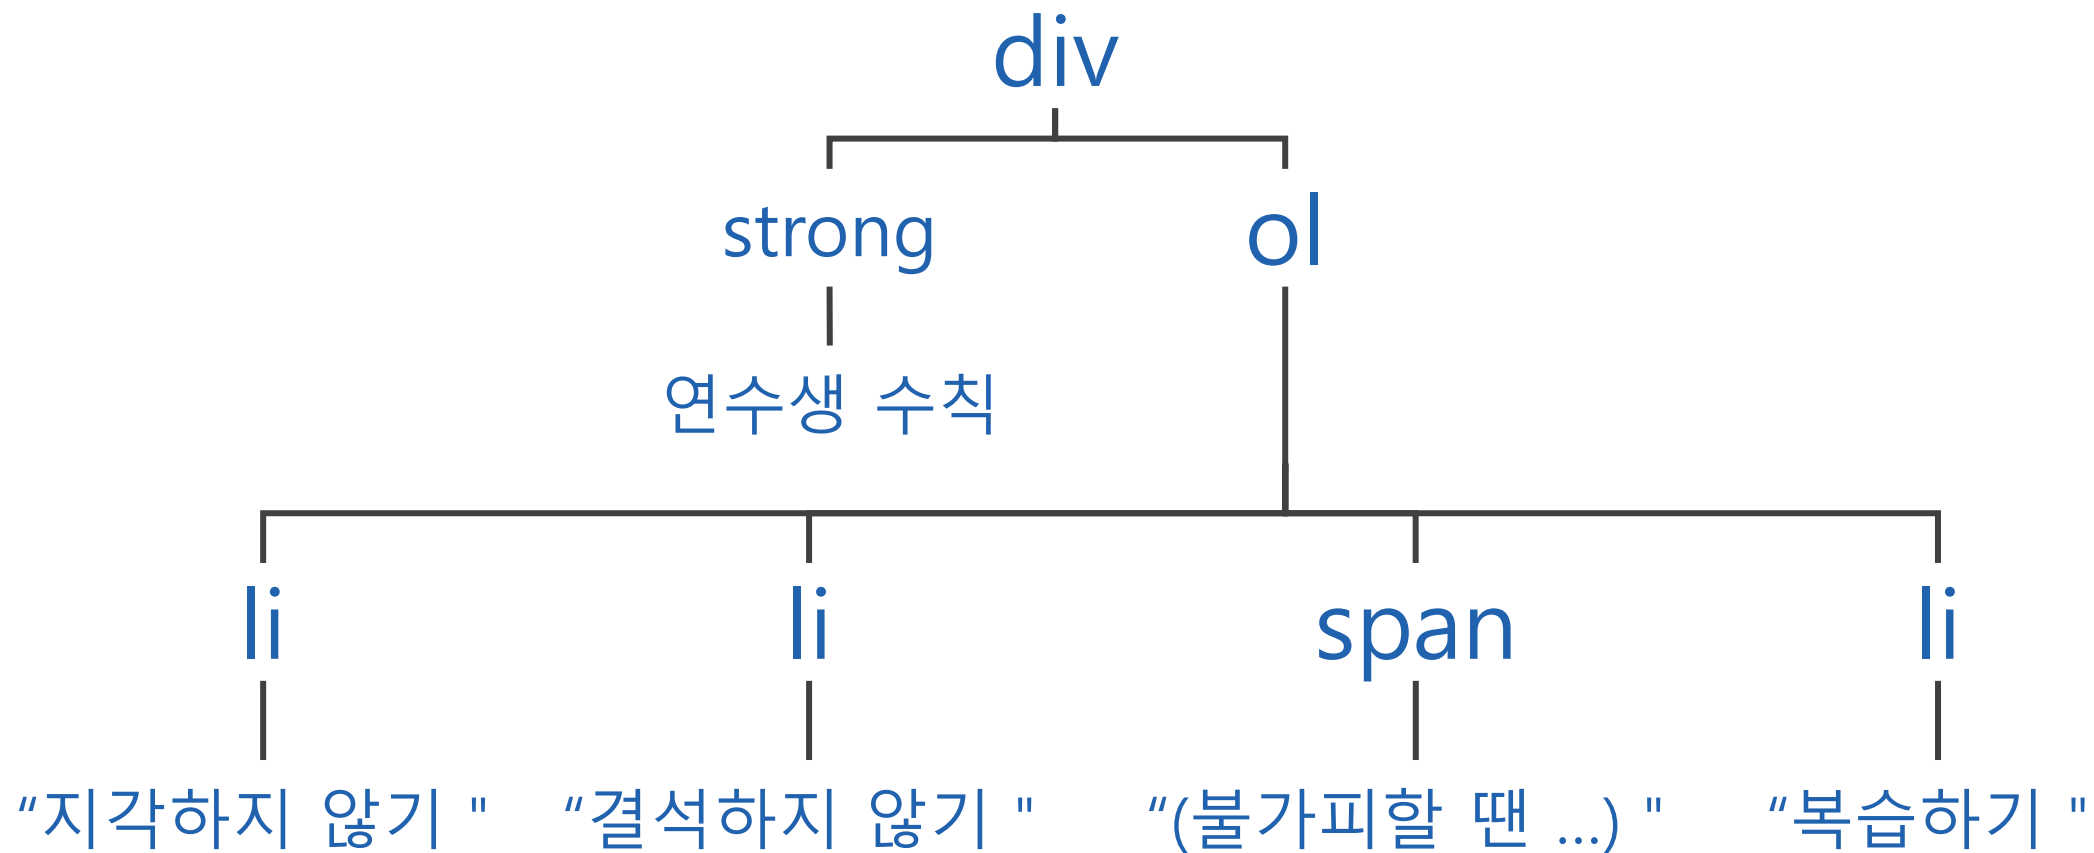 div
strong ol
연수생 수칙
li li span li
“지각하지 않기 " “결석하지 않기 " “(불가피할 땐 ...) " “복습하기 "